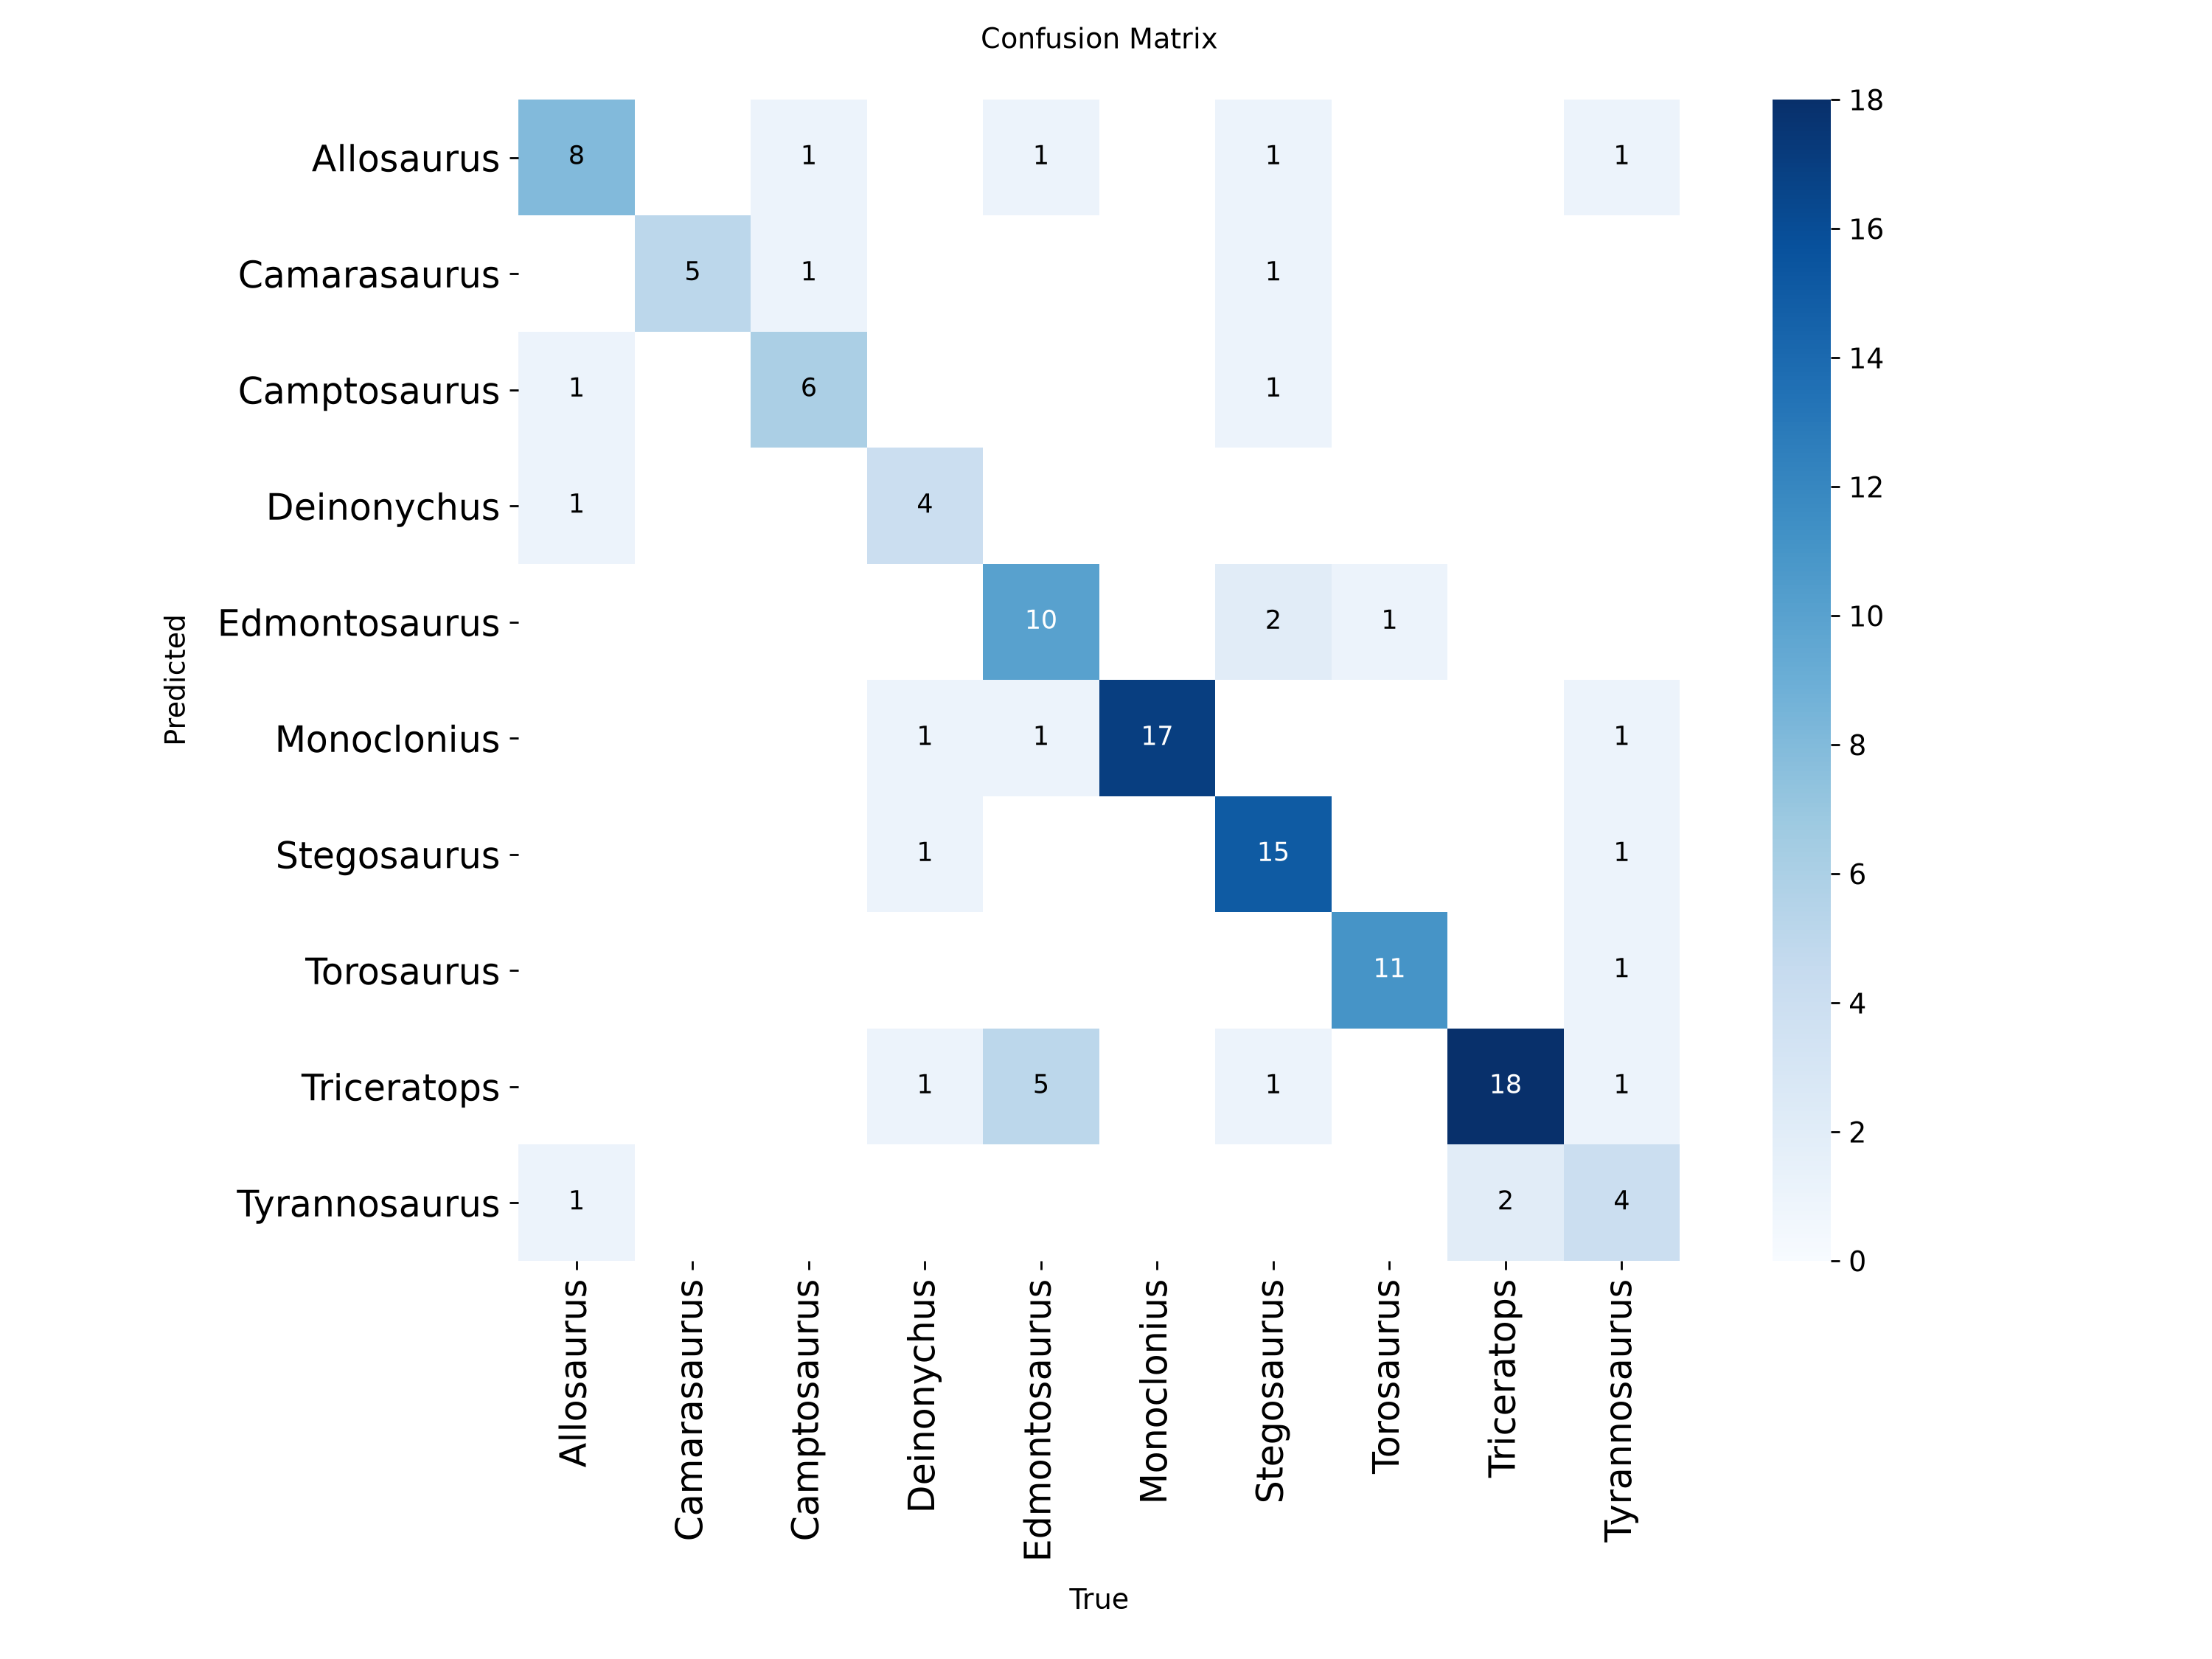 Confusion Matrix
Allosaurus 8 1 1 1 1
Camarasaurus 5 1 1
Camptosaurus 1 6 1
Deinonychus 1 4
Edmontosaurus 10 2 1
Monoclonius 1 1 17 1
Stegosaurus 1 15 1
Torosaurus 11 1
Triceratops 1 5 1 18 1
Tyrannosaurus 1 2 4
Predicted
Allosaurus
Camarasaurus
Camptosaurus
Deinonychus
Edmontosaurus
Monoclonius
Stegosaurus
Torosaurus
Triceratops
Tyrannosaurus
True
18
16
14
12
10
8
6
4
2
0